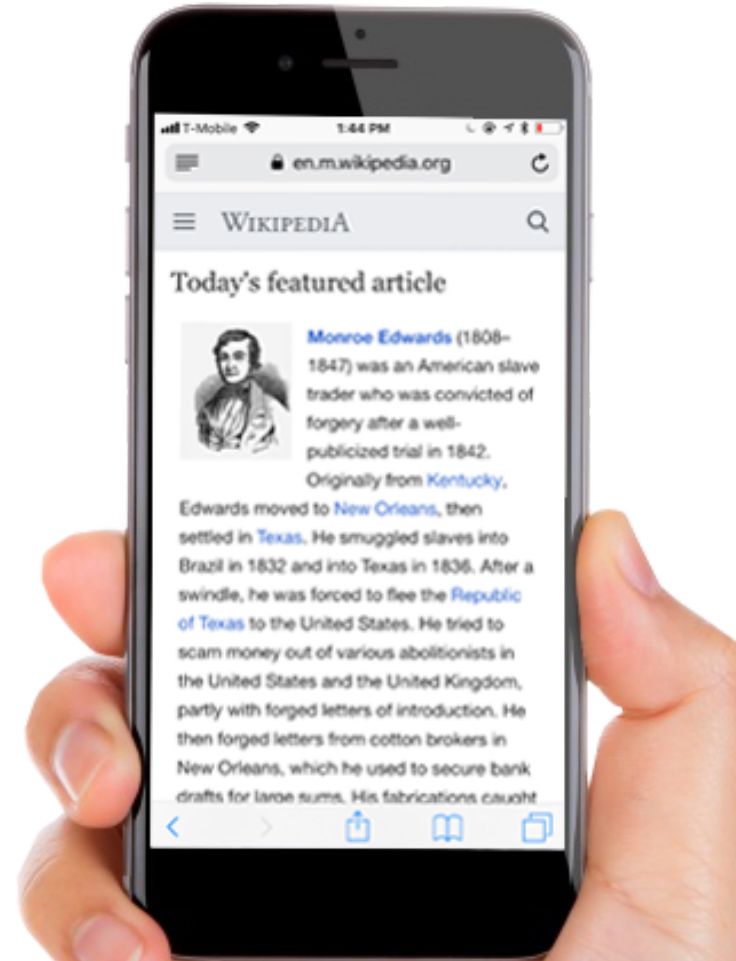 T-Mobile 1:44 PM
en.m.wikipedia.org
WIKIPEDIA
Today's featured article
Monroe Edwards (1808–
1847) was an American slave
trader who was convicted of
forgery after a well-
publicized trial in 1842.
Originally from Kentucky,
Edwards moved to New Orleans, then
settled in Texas. He smuggled slaves into
Brazil in 1832 and into Texas in 1836. After a
swindle, he was forced to flee the Republic
of Texas to the United States. He tried to
scam money out of various abolitionists in
the United States and the United Kingdom,
partly with forged letters of introduction. He
then forged letters from cotton brokers in
New Orleans, which he used to secure bank
drafts for large sums. His fabrications caught